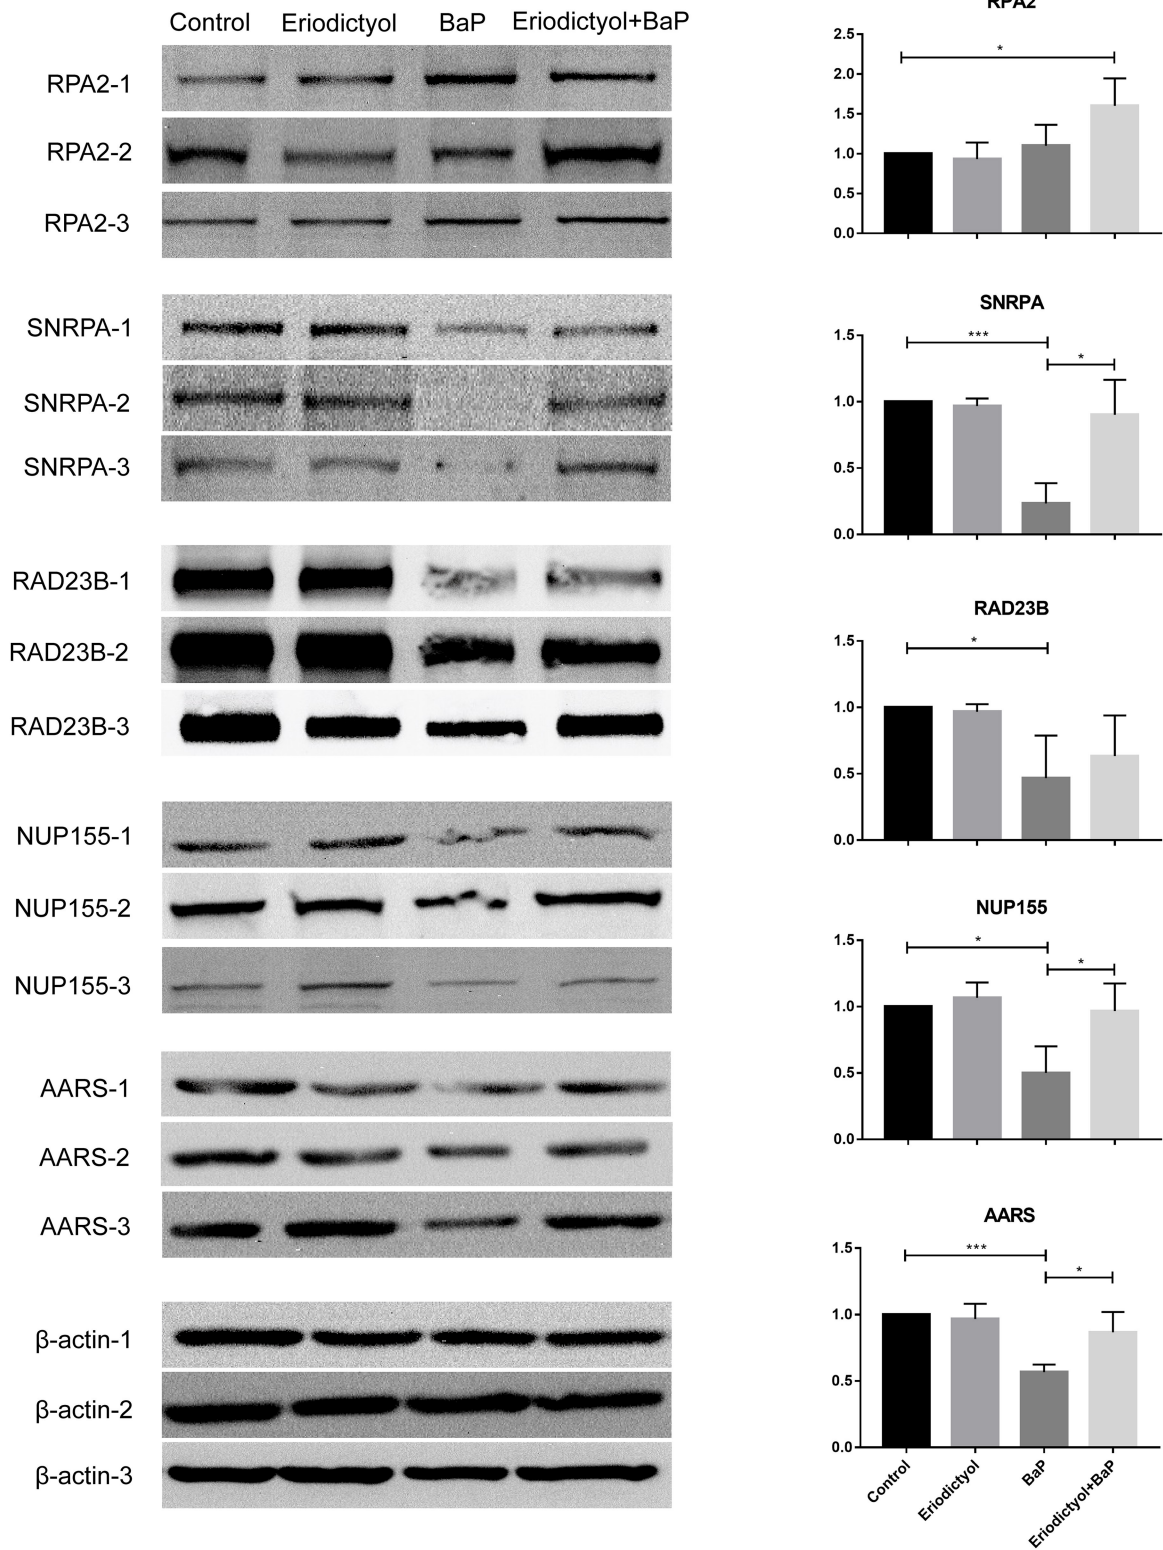 Control Eriodictyol BaP Eriodictyol+BaP
RPA2-1
RPA2-2
RPA2-3
SNRPA-1
SNRPA-2
SNRPA-3
RAD23B-1
RAD23B-2
RAD23B-3
NUP155-1
NUP155-2
NUP155-3
AARS-1
AARS-2
AARS-3
β-actin-1
β-actin-2
β-actin-3
RPA2
2.5
*
2.0
1.5
1.0
0.5
0.0
SNRPA
1.5
***
*
1.0
0.5
0.0
RAD23B
1.5
*
1.0
0.5
0.0
NUP155
1.5
*
*
1.0
0.5
0.0
AARS
1.5
***
*
1.0
0.5
0.0
Control
Eriodictyol
BaP
Eriodictyol+BaP